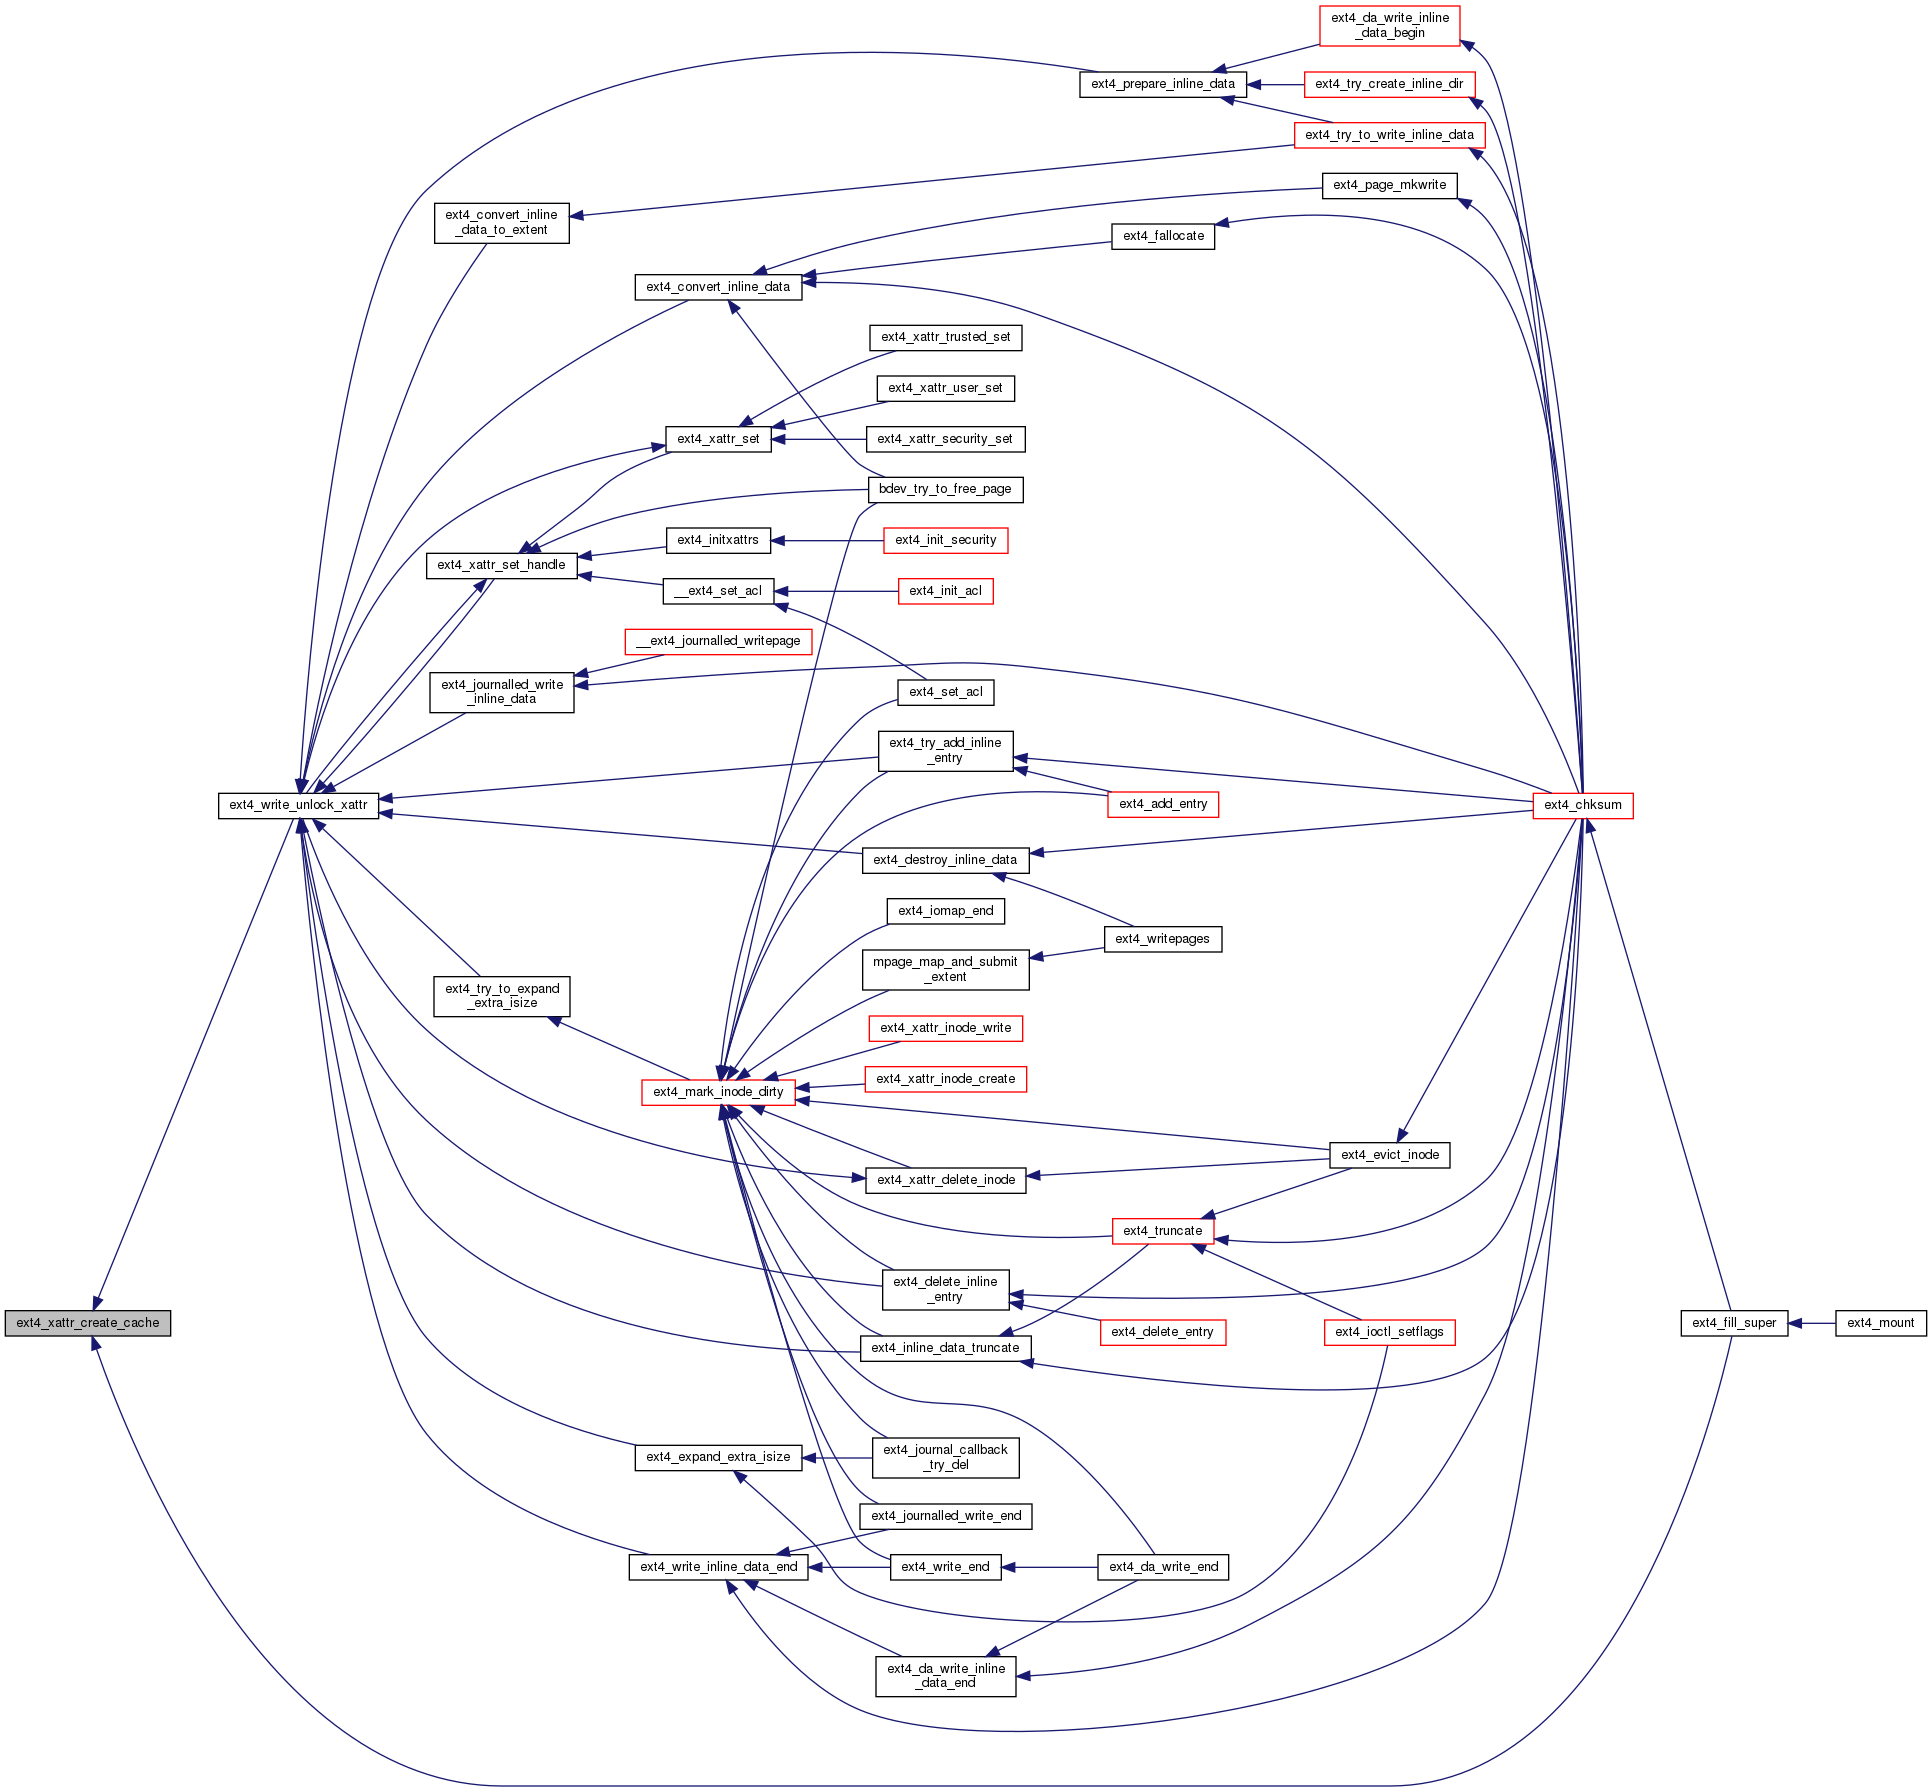 ext4_da_write_inline
_data_begin
ext4_prepare_inline_data
ext4_try_create_inline_dir
ext4_try_to_write_inline_data
ext4_page_mkwrite
ext4_convert_inline
_data_to_extent
ext4_fallocate
ext4_convert_inline_data
ext4_xattr_trusted_set
ext4_xattr_user_set
ext4_xattr_set
ext4_xattr_security_set
bdev_try_to_free_page
ext4_initxattrs
ext4_init_security
ext4_xattr_set_handle
__ext4_set_acl
ext4_init_acl
__ext4_journalled_writepage
ext4_journalled_write
_inline_data
ext4_set_acl
ext4_try_add_inline
_entry
ext4_write_unlock_xattr
ext4_add_entry
ext4_chksum
ext4_destroy_inline_data
ext4_iomap_end
ext4_writepages
mpage_map_and_submit
_extent
ext4_try_to_expand
_extra_isize
ext4_xattr_inode_write
ext4_xattr_inode_create
ext4_mark_inode_dirty
ext4_evict_inode
ext4_xattr_delete_inode
ext4_truncate
ext4_delete_inline
_entry
ext4_xattr_create_cache
ext4_delete_entry
ext4_ioctl_setflags
ext4_fill_super
ext4_mount
ext4_inline_data_truncate
ext4_expand_extra_isize
ext4_journal_callback
_try_del
ext4_journalled_write_end
ext4_write_inline_data_end
ext4_write_end
ext4_da_write_end
ext4_da_write_inline
_data_end